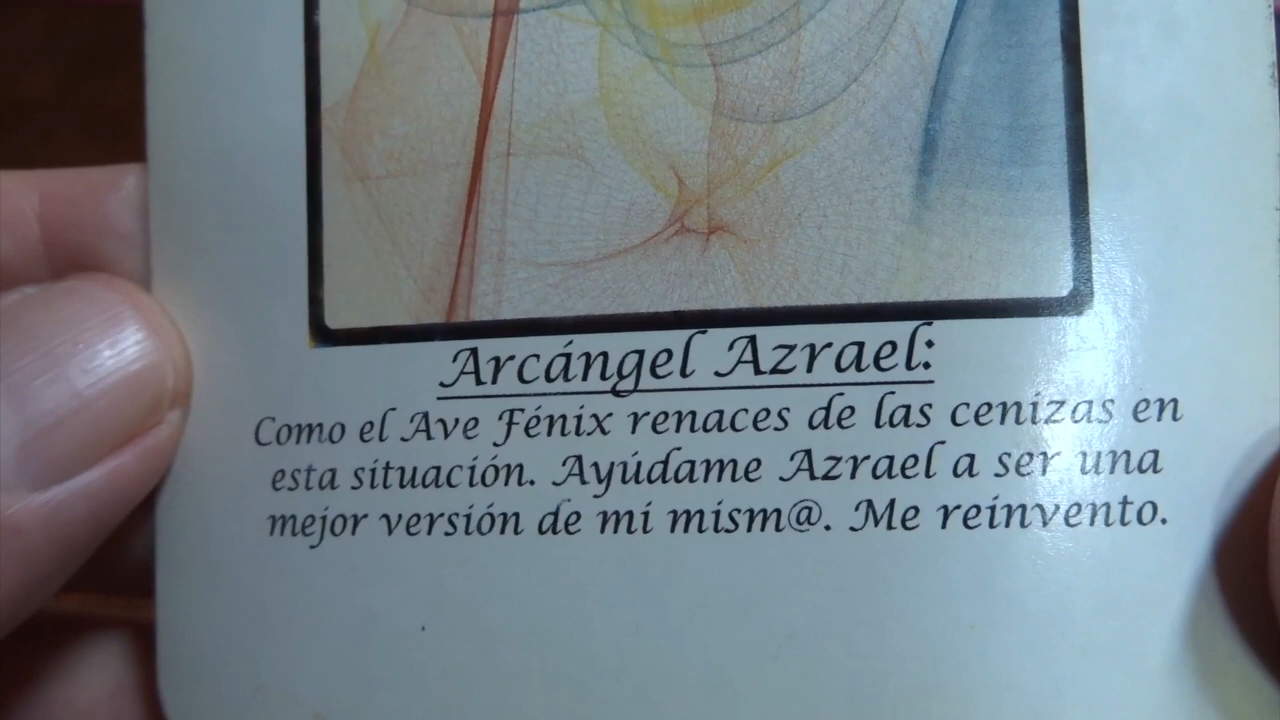 Arcángel Azrael:
Como el Ave Fénix renaces de las cenizas en
esta situación. Ayúdame Azrael a ser una
mejor versión de mi mism@. Me reinvento.